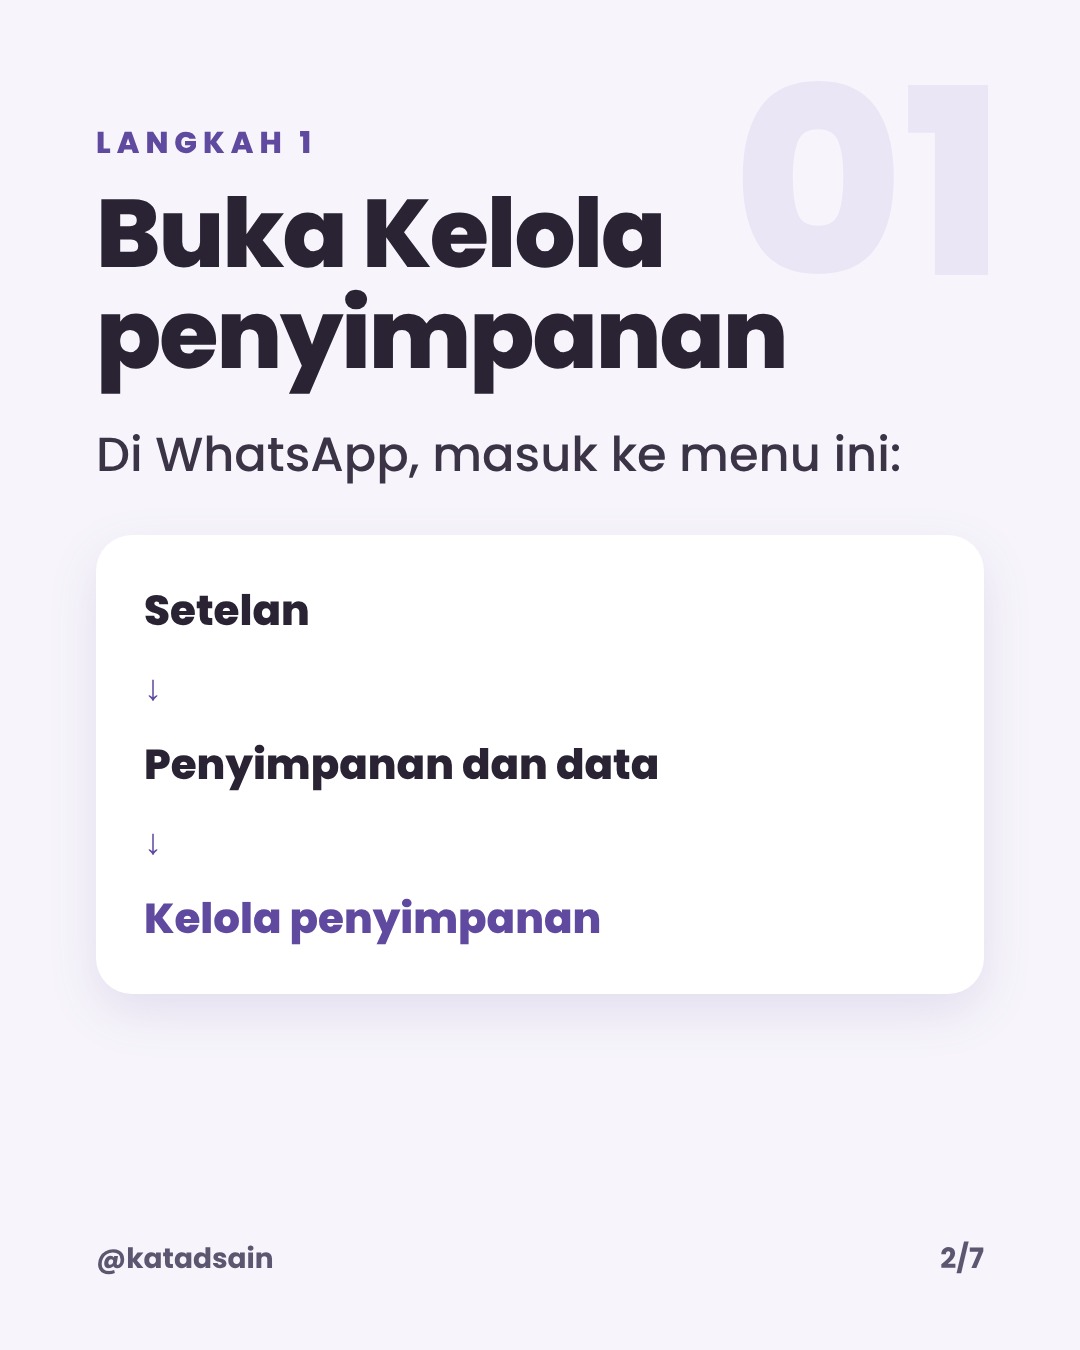 01
LANGKAH 1
Buka Kelola
penyimpanan
Di WhatsApp, masuk ke menu ini:
Setelan
↓
Penyimpanan dan data
↓
Kelola penyimpanan
@katadsain
2/7